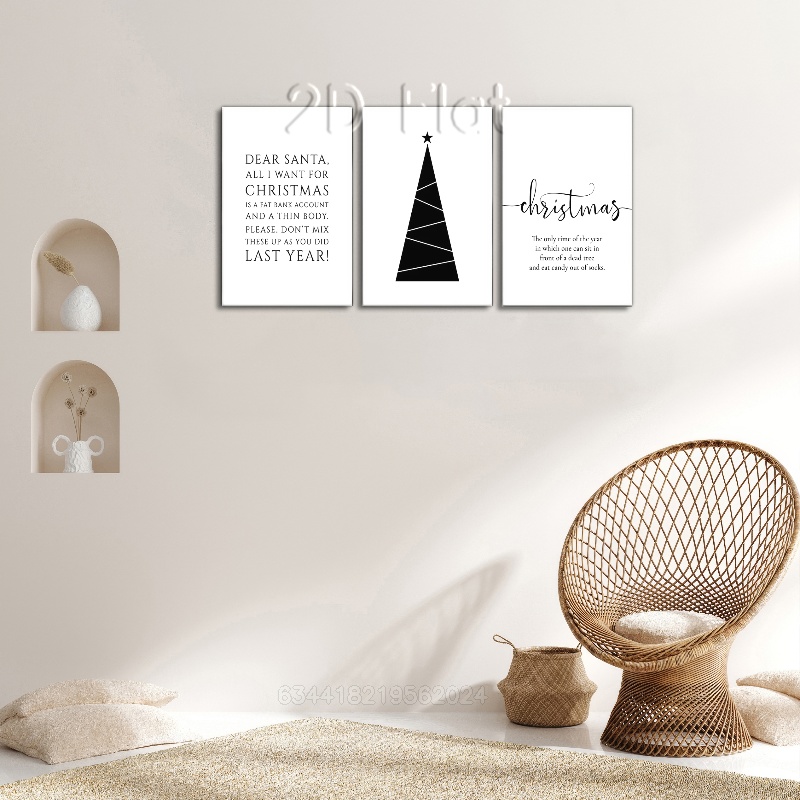 2D Flat
DEAR SANTA,
ALL I WANT FOR
CHRISTMAS
IS A FAT BANK ACCOUNT
AND A THIN BODY.
PLEASE, DON'T MIX
THESE UP AS YOU DID
LAST YEAR!
christmas
The only time of the year
in which one can sit in
front of a dead tree
and eat candy out of socks.
634418219562024